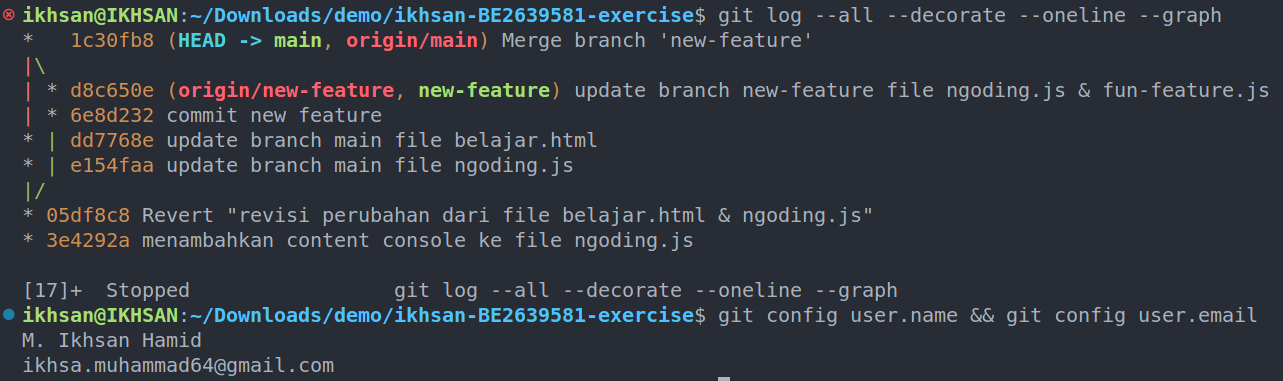 ikhsan@IKHSAN:~/Downloads/demo/ikhsan-BE2639581-exercise$ git log --all --decorate --oneline --graph
*   1c30fb8 (HEAD -> main, origin/main) Merge branch 'new-feature'
|\
| * d8c650e (origin/new-feature, new-feature) update branch new-feature file ngoding.js & fun-feature.js
| * 6e8d232 commit new feature
* | dd7768e update branch main file belajar.html
* | e154faa update branch main file ngoding.js
|/
* 05df8c8 Revert "revisi perubahan dari file belajar.html & ngoding.js"
* 3e4292a menambahkan content console ke file ngoding.js
[17]+  Stopped                 git log --all --decorate --oneline --graph
ikhsan@IKHSAN:~/Downloads/demo/ikhsan-BE2639581-exercise$ git config user.name && git config user.email
M. Ikhsan Hamid
ikhsa.muhammad64@gmail.com